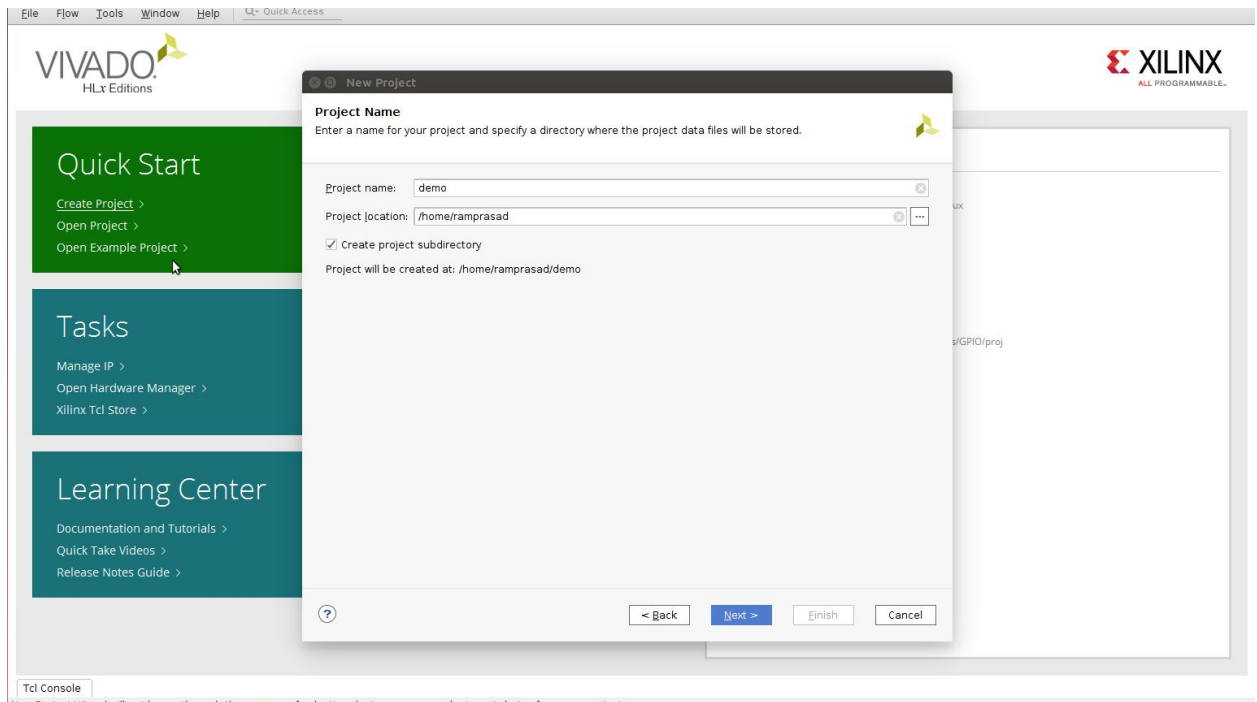 File Flow Tools Window Help Quick Access
VIVADO.
HLx Editions
XILINX
ALL PROGRAMMABLE.
New Project
Project Name
Enter a name for your project and specify a directory where the project data files will be stored.
Project name: demo
Project location: /home/ramprasad ...
Create project subdirectory
Project will be created at: /home/ramprasad/demo
Quick Start
Create Project >
Open Project >
Open Example Project >
Tasks
Manage IP >
Open Hardware Manager >
Xilinx Tcl Store >
Learning Center
Documentation and Tutorials >
Quick Take Videos >
Release Notes Guide >
ux
s/GPIO/proj
? < Back Next > Finish Cancel
Tcl Console